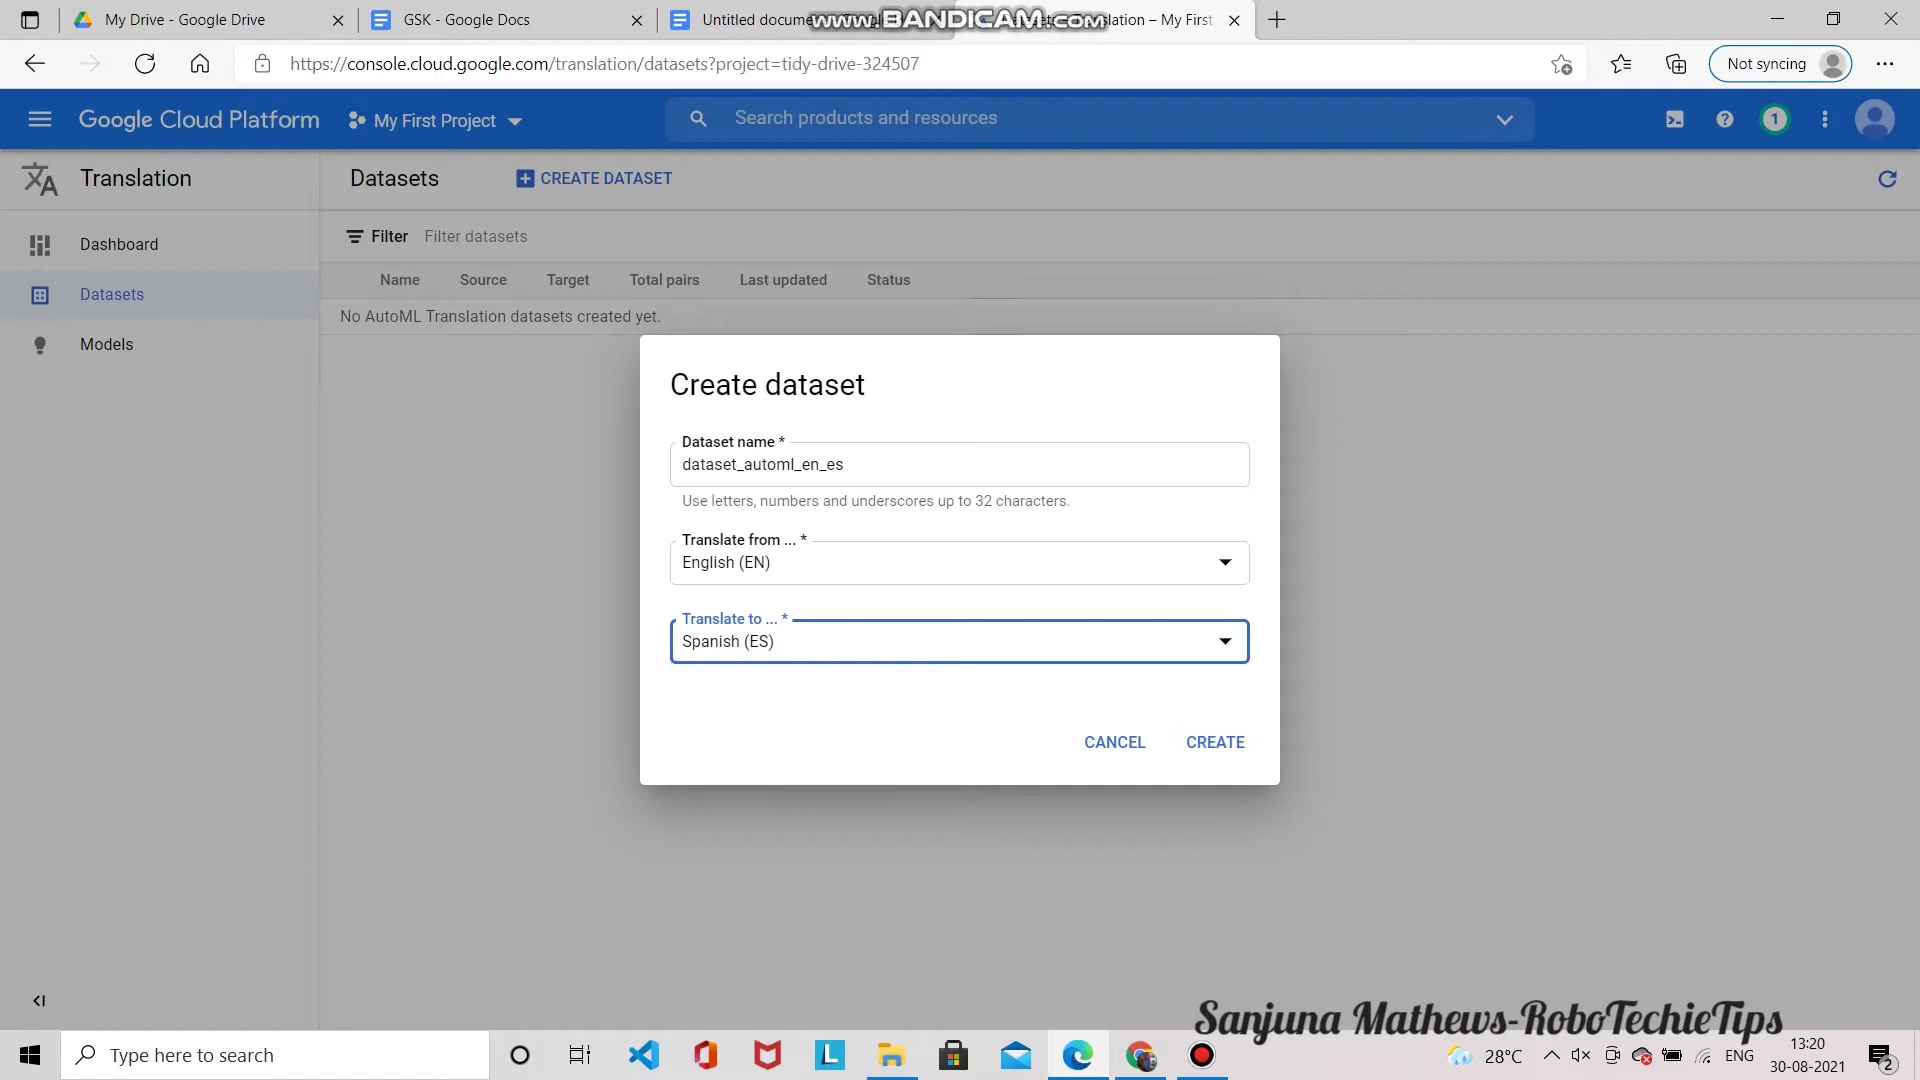 My Drive - Google Drive
GSK - Google Docs
Untitled docume
Translation – My First
www.BANDICAM.com
https://console.cloud.google.com/translation/datasets?project=tidy-drive-324507
Not syncing
Google Cloud Platform
My First Project
Search products and resources
1
Translation
Datasets
CREATE DATASET
Dashboard
Datasets
Models
Filter
Filter datasets
Name Source Target Total pairs Last updated Status
No AutoML Translation datasets created yet.
Create dataset
Dataset name *
dataset_automl_en_es
Use letters, numbers and underscores up to 32 characters.
Translate from ... *
English (EN)
Translate to ... *
Spanish (ES)
CANCEL
CREATE
Sanjuna Mathews-RoboTechieTips
Type here to search
L
28°C
ENG
13:20
30-08-2021
2